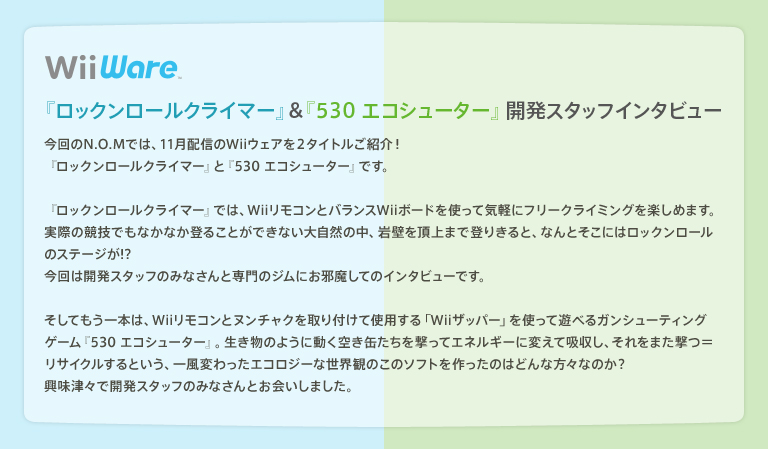 WiiWare™
『ロックンロールクライマー』&『530 エコシューター』開発スタッフインタビュー
今回のN.O.Mでは、11月配信のWiiウェアを2タイトルご紹介！
『ロックンロールクライマー』と『530 エコシューター』です。
『ロックンロールクライマー』では、WiiリモコンとバランスWiiボードを使って気軽にフリークライミングを楽しめます。
実際の競技でもなかなか登ることができない大自然の中、岩壁を頂上まで登りきると、なんとそこにはロックンロール
のステージが!?
今回は開発スタッフのみなさんと専門のジムにお邪魔してのインタビューです。
そしてもう一本は、Wiiリモコンとヌンチャクを取り付けて使用する「Wiiザッパー」を使って遊べるガンシューティング
ゲーム『530 エコシューター』。生き物のように動く空き缶たちを撃ってエネルギーに変えて吸収し、それをまた撃つ＝
リサイクルするという、一風変わったエコロジーな世界観のこのソフトを作ったのはどんな方々なのか？
興味津々で開発スタッフのみなさんとお会いしました。